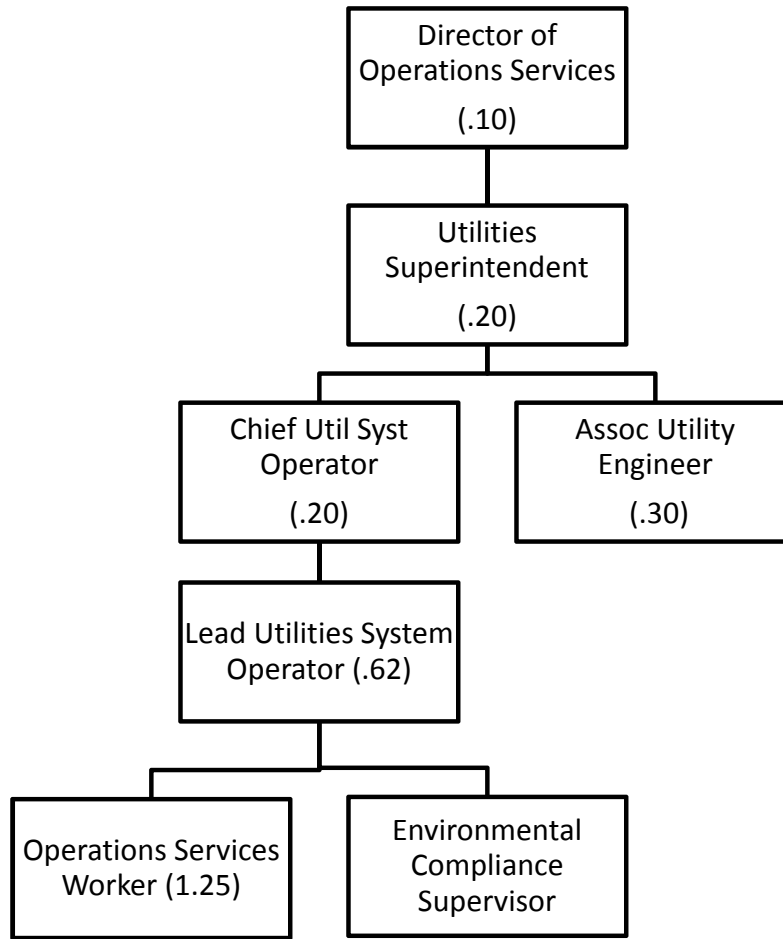 Director of
Operations Services
(.10)
Utilities
Superintendent
(.20)
Chief Util Syst
Operator
(.20)
Assoc Utility
Engineer
(.30)
Lead Utilities System
Operator (.62)
Operations Services
Worker (1.25)
Environmental
Compliance
Supervisor